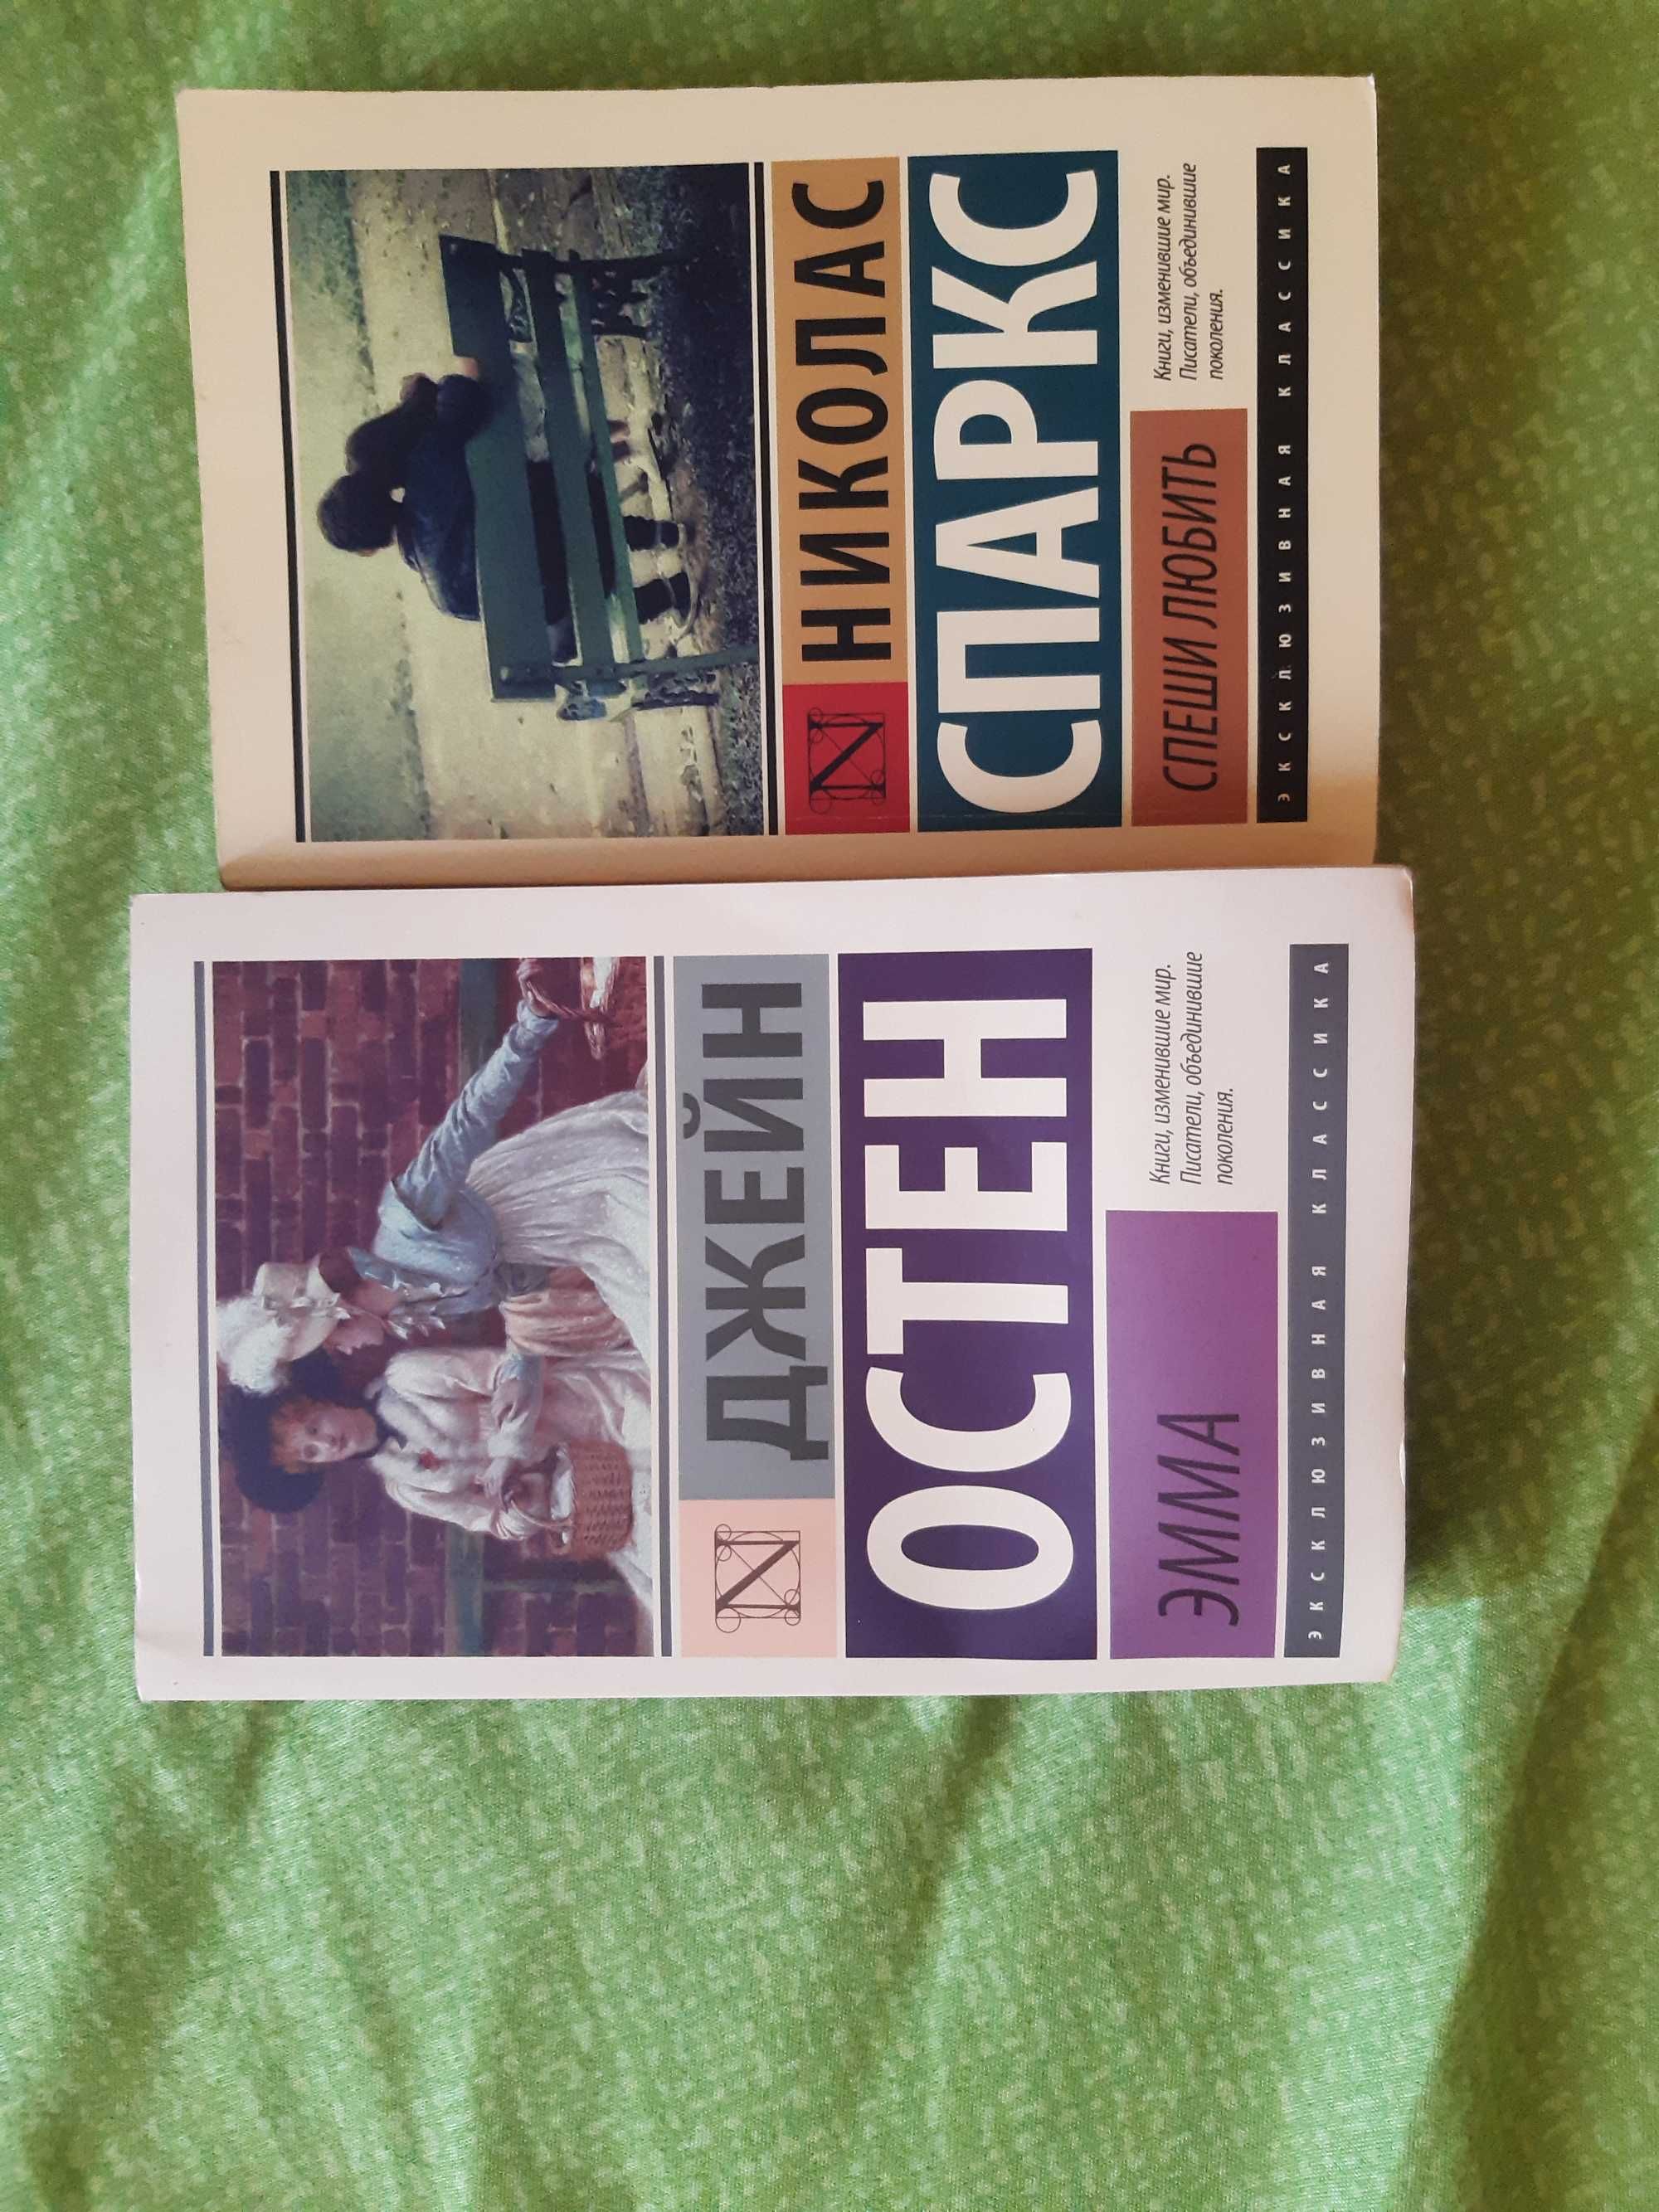 ДЖЕЙН
ОСТЕН
ЭММА
Книги, изменившие мир.
Писатели, объединившие
поколения.
ЭКСКЛЮЗИВНАЯ КЛАССИКА
НИКОЛАС
СПАРКС
СПЕШИ ЛЮБИТЬ
Книги, изменившие мир.
Писатели, объединившие
поколения.
ЭКСКЛЮЗИВНАЯ КЛАССИКА